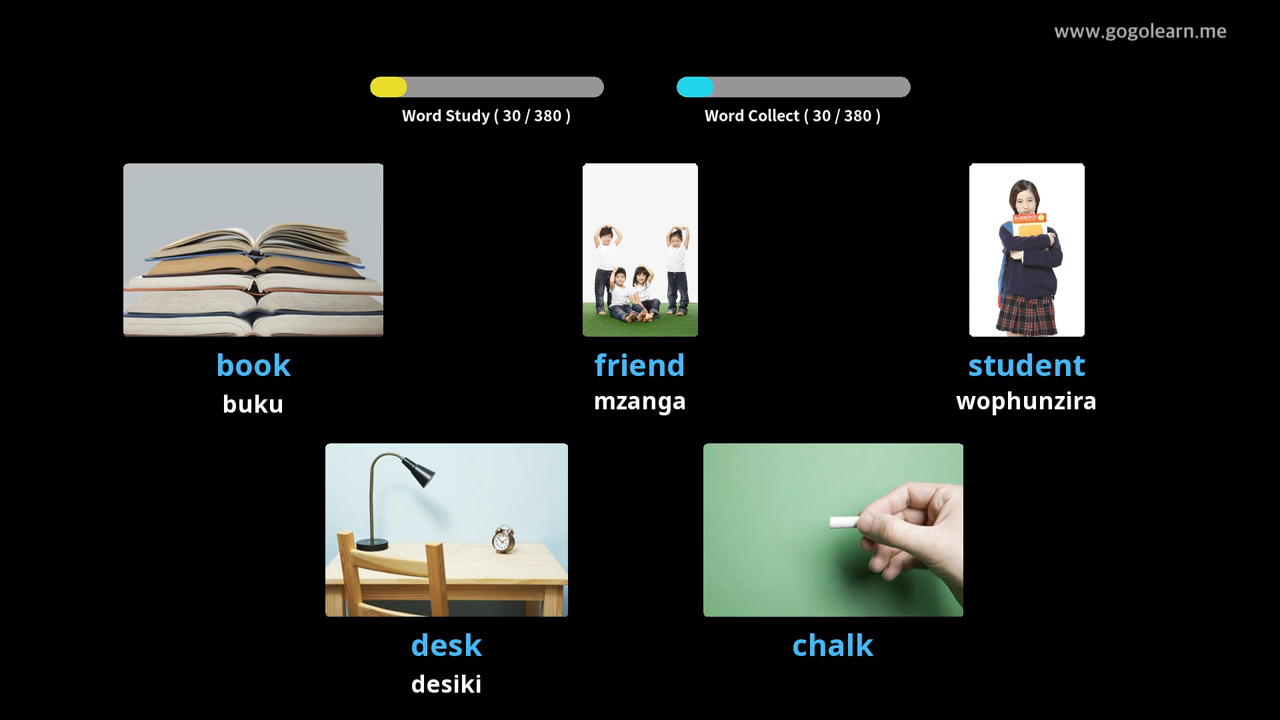 www.gogolearn.me
Word Study ( 30 / 380 )
Word Collect ( 30 / 380 )
book
buku
friend
mzanga
student
wophunzira
desk
desiki
chalk